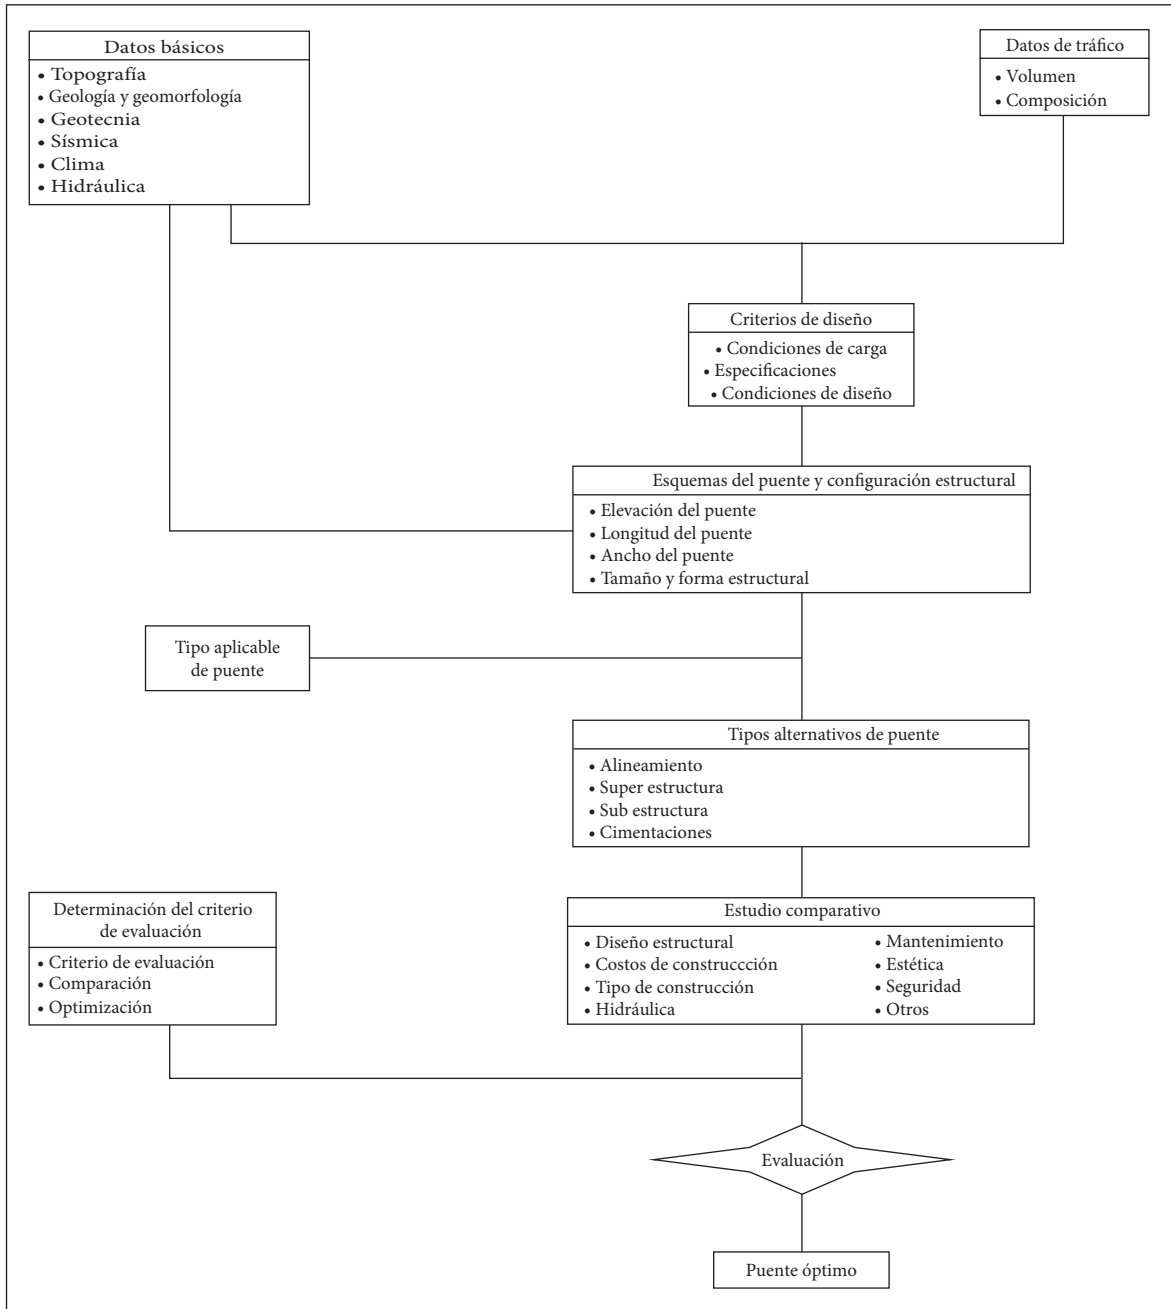 Datos básicos
• Topografía
• Geología y geomorfología
• Geotecnia
• Sísmica
• Clima
• Hidráulica
Datos de tráfico
• Volumen
• Composición
Criterios de diseño
• Condiciones de carga
• Especificaciones
• Condiciones de diseño
Esquemas del puente y configuración estructural
• Elevación del puente
• Longitud del puente
• Ancho del puente
• Tamaño y forma estructural
Tipo aplicable
de puente
Tipos alternativos de puente
• Alineamiento
• Super estructura
• Sub estructura
• Cimentaciones
Determinación del criterio
de evaluación
• Criterio de evaluación
• Comparación
• Optimización
Estudio comparativo
• Diseño estructural
• Costos de construccción
• Tipo de construcción
• Hidráulica
• Mantenimiento
• Estética
• Seguridad
• Otros
Evaluación
Puente óptimo